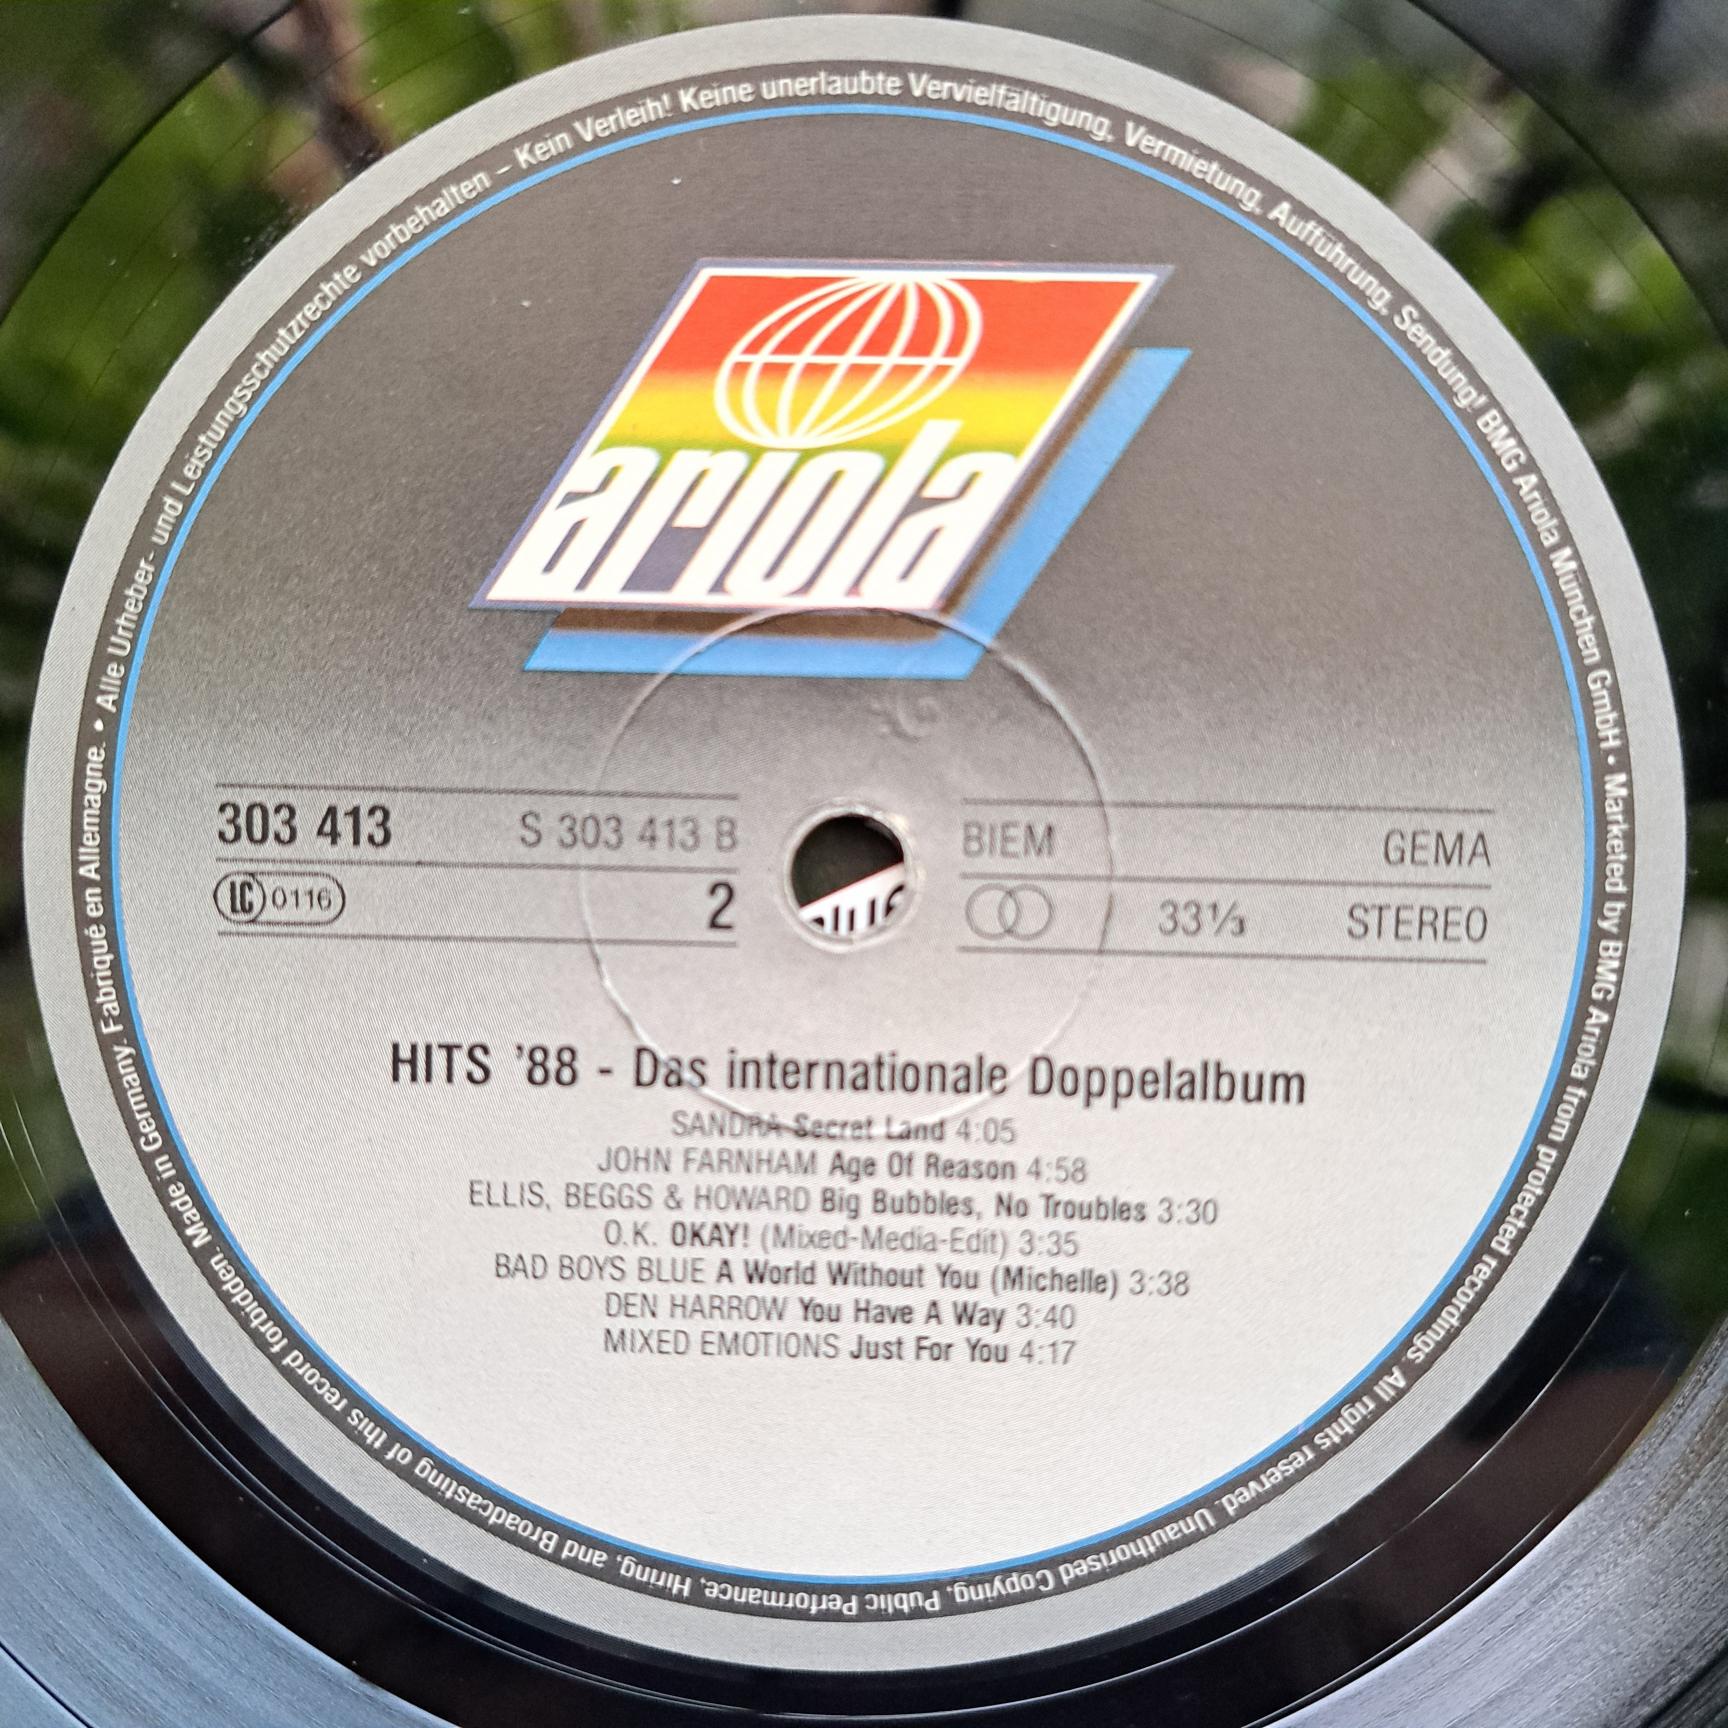 Alle Urheber- und Leistungsschutzrechte vorbehalten – Kein Verleih! Keine unerlaubte Vervielfältigung, Vermietung, Aufführung, Sendung! BMG Ariola München GmbH • Marketed by BMG Ariola from protected recordings. All rights reserved. Unauthorised Copying, Public Performance, Hiring, and Broadcasting of this record forbidden. Made in Germany. Fabriqué en Allemagne. •
ariola
303 413 S 303 413 B BIEM GEMA
LC 0116 2 33⅓ STEREO
HITS '88 - Das internationale Doppelalbum
SANDRA Secret Land 4:05
JOHN FARNHAM Age Of Reason 4:58
ELLIS, BEGGS & HOWARD Big Bubbles, No Troubles 3:30
O.K. OKAY! (Mixed-Media-Edit) 3:35
BAD BOYS BLUE A World Without You (Michelle) 3:38
DEN HARROW You Have A Way 3:40
MIXED EMOTIONS Just For You 4:17